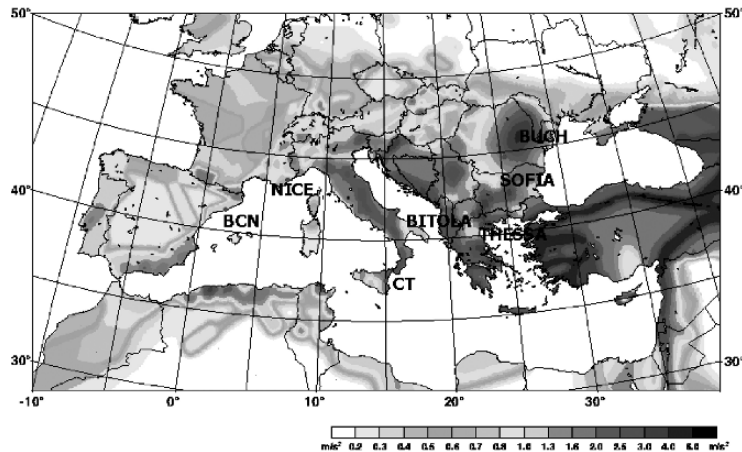 50° 50°
BUCH
SOFIA
NICE
40° BCN BITOLA 40°
THESSA
CT
30° 30°
-10° 0° 10° 20° 30°
m/s² 0.2 0.3 0.4 0.5 0.6 0.7 0.8 1.0 1.3 1.6 2.0 2.5 3.0 4.0 5.0 m/s²